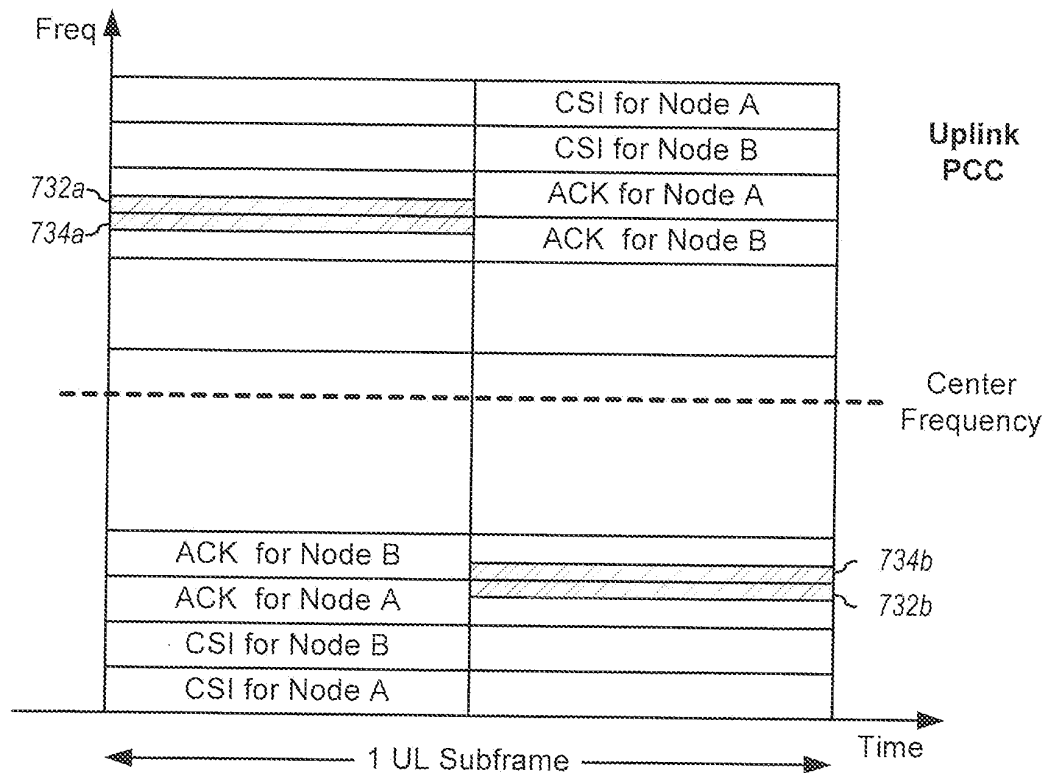 Freq
CSI for Node A
CSI for Node B
Uplink
PCC
732a
ACK for Node A
734a
ACK for Node B
Center
Frequency
ACK for Node B
734b
ACK for Node A
732b
CSI for Node B
CSI for Node A
Time
1 UL Subframe